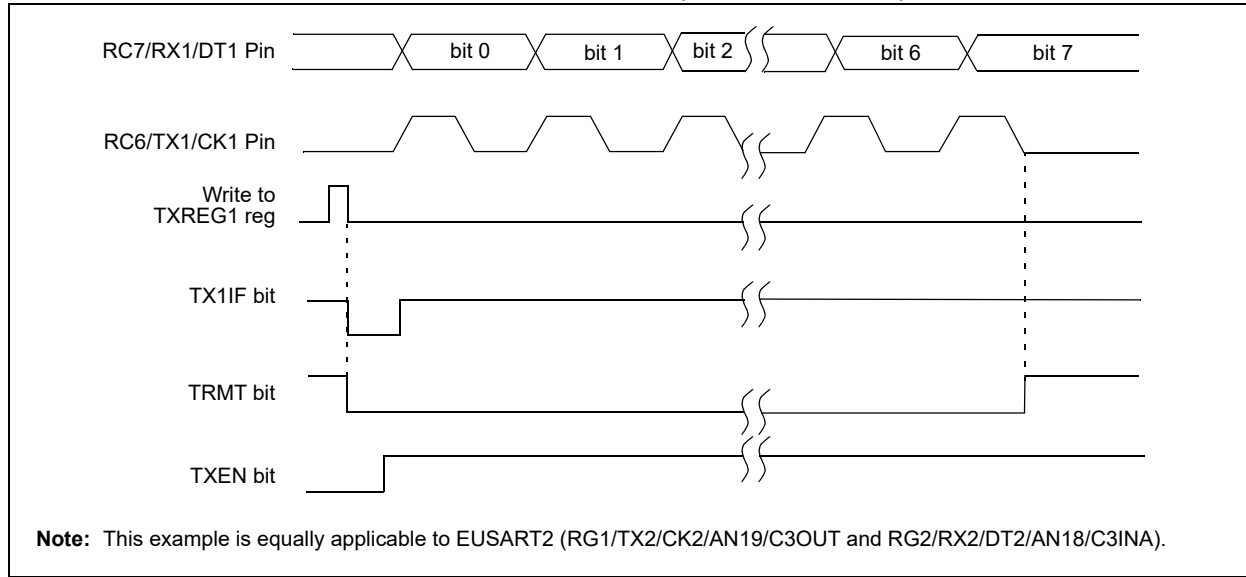 RC7/RX1/DT1 Pin
bit 0
bit 1
bit 2
bit 6
bit 7
RC6/TX1/CK1 Pin
Write to
TXREG1 reg
TX1IF bit
TRMT bit
TXEN bit
Note: This example is equally applicable to EUSART2 (RG1/TX2/CK2/AN19/C3OUT and RG2/RX2/DT2/AN18/C3INA).